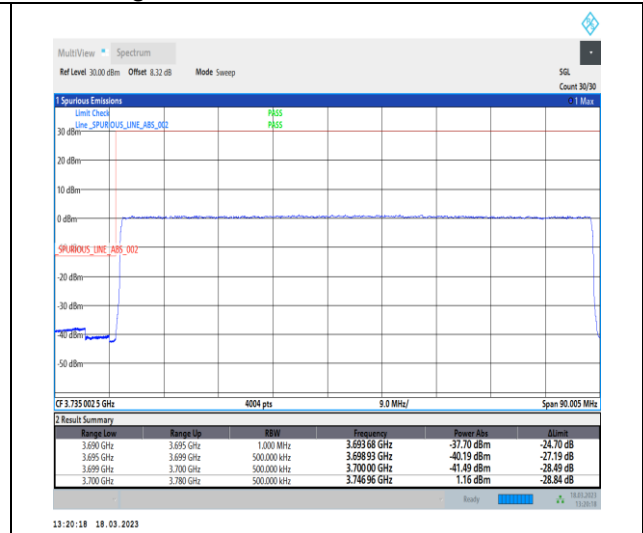 MultiView Spectrum
Ref Level 30.00 dBm Offset 8.32 dB Mode Sweep SGL
Count 30/30
1 Spurious Emissions 1 Max
Limit Check PASS
Line _SPURIOUS_LINE_ABS_002 PASS
30 dBm
20 dBm
10 dBm
0 dBm
_SPURIOUS_LINE_ABS_002
-20 dBm
-30 dBm
-40 dBm
-50 dBm
CF 3.735 002 5 GHz 4004 pts 9.0 MHz/ Span 90.005 MHz
2 Result Summary
Range Low Range Up RBW Frequency Power Abs ΔLimit
3.690 GHz 3.695 GHz 1.000 MHz 3.693 68 GHz -37.70 dBm -24.70 dB
3.695 GHz 3.699 GHz 500.000 kHz 3.698 93 GHz -40.19 dBm -27.19 dB
3.699 GHz 3.700 GHz 500.000 kHz 3.700 00 GHz -41.49 dBm -28.49 dB
3.700 GHz 3.780 GHz 500.000 kHz 3.746 96 GHz 1.16 dBm -28.84 dB
Ready 18.03.2023
13:20:18
13:20:18 18.03.2023